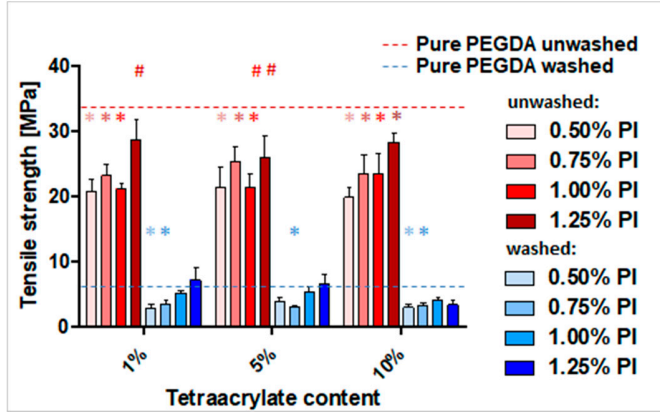 Tensile strength [MPa]
40
30
20
10
0
#
# #
* * *
* * *
* * * *
* *
*
* *
1%
5%
10%
Tetraacrylate content
Pure PEGDA unwashed
Pure PEGDA washed
unwashed:
0.50% PI
0.75% PI
1.00% PI
1.25% PI
washed:
0.50% PI
0.75% PI
1.00% PI
1.25% PI